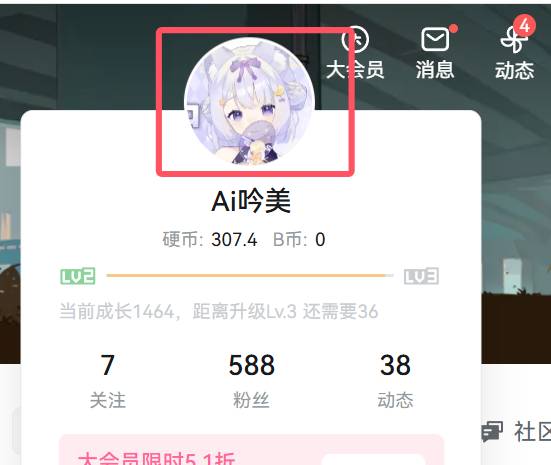 4
大会员 消息 动态
Ai吟美
硬币: 307.4 B币: 0
LV2 LV3
当前成长1464，距离升级Lv.3 还需要36
7 588 38
关注 粉丝 动态
社区
大会员限时5.1折